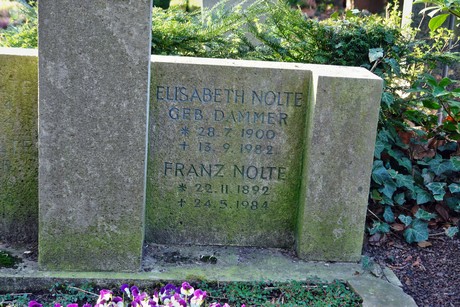 ELISABETH NOLTE
GEB. DAMMER
* 28.7.1900
+ 13.9.1982
FRANZ NOLTE
* 22.11.1892
+ 24.5.1984